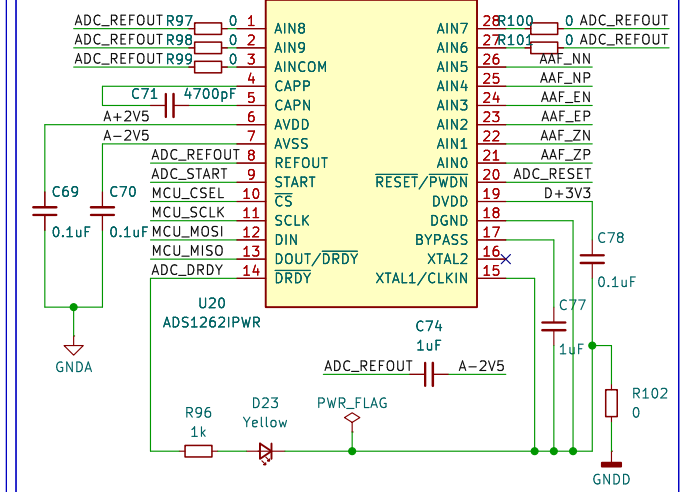 ADC_REFOUT R97 0 1 AIN8 AIN7 28 R100 0 ADC_REFOUT
ADC_REFOUT R98 0 2 AIN9 AIN6 27 R101 0 ADC_REFOUT
ADC_REFOUT R99 0 3 AINCOM AIN5 26 AAF_NN
4 CAPP AIN4 25 AAF_NP
C71 4700pF 5 CAPN AIN3 24 AAF_EN
A+2V5 6 AVDD AIN2 23 AAF_EP
A-2V5 7 AVSS AIN1 22 AAF_ZN
ADC_REFOUT 8 REFOUT AIN0 21 AAF_ZP
ADC_START 9 START RESET/PWDN 20 ADC_RESET
C69 C70 MCU_CSEL 10 CS DVDD 19 D+3V3
MCU_SCLK 11 SCLK DGND 18
0.1uF 0.1uF MCU_MOSI 12 DIN BYPASS 17 C78
MCU_MISO 13 DOUT/DRDY XTAL2 16
ADC_DRDY 14 DRDY XTAL1/CLKIN 15 0.1uF
U20 C77
ADS1262IPWR
C74
1uF 1uF
GNDA ADC_REFOUT A-2V5
R102
D23 PWR_FLAG
R96 0
Yellow
1k
GNDD